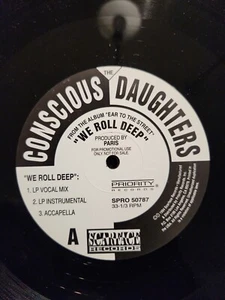 THE
CONSCIOUS DAUGHTERS
FROM THE ALBUM "EAR TO THE STREET"
"WE ROLL DEEP"
PRODUCED BY
PARIS
FOR PROMOTIONAL USE
ONLY NOT FOR SALE
"WE ROLL DEEP":
1. LP VOCAL MIX
2. LP INSTRUMENTAL
3. ACCAPELLA
PRIORITY
RECORDS
SPRO 50787
33-1/3 RPM
A
RECORDS